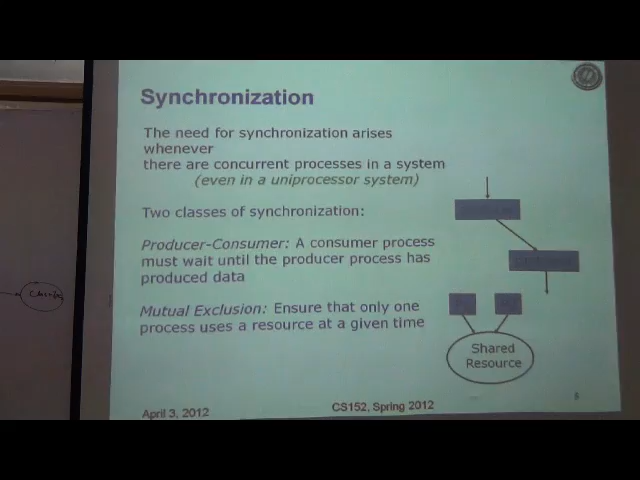 Synchronization
The need for synchronization arises
whenever
there are concurrent processes in a system
(even in a uniprocessor system)
Two classes of synchronization:
Producer-Consumer: A consumer process
must wait until the producer process has
produced data
Mutual Exclusion: Ensure that only one
process uses a resource at a given time
Shared
Resource
April 3, 2012
CS152, Spring 2012